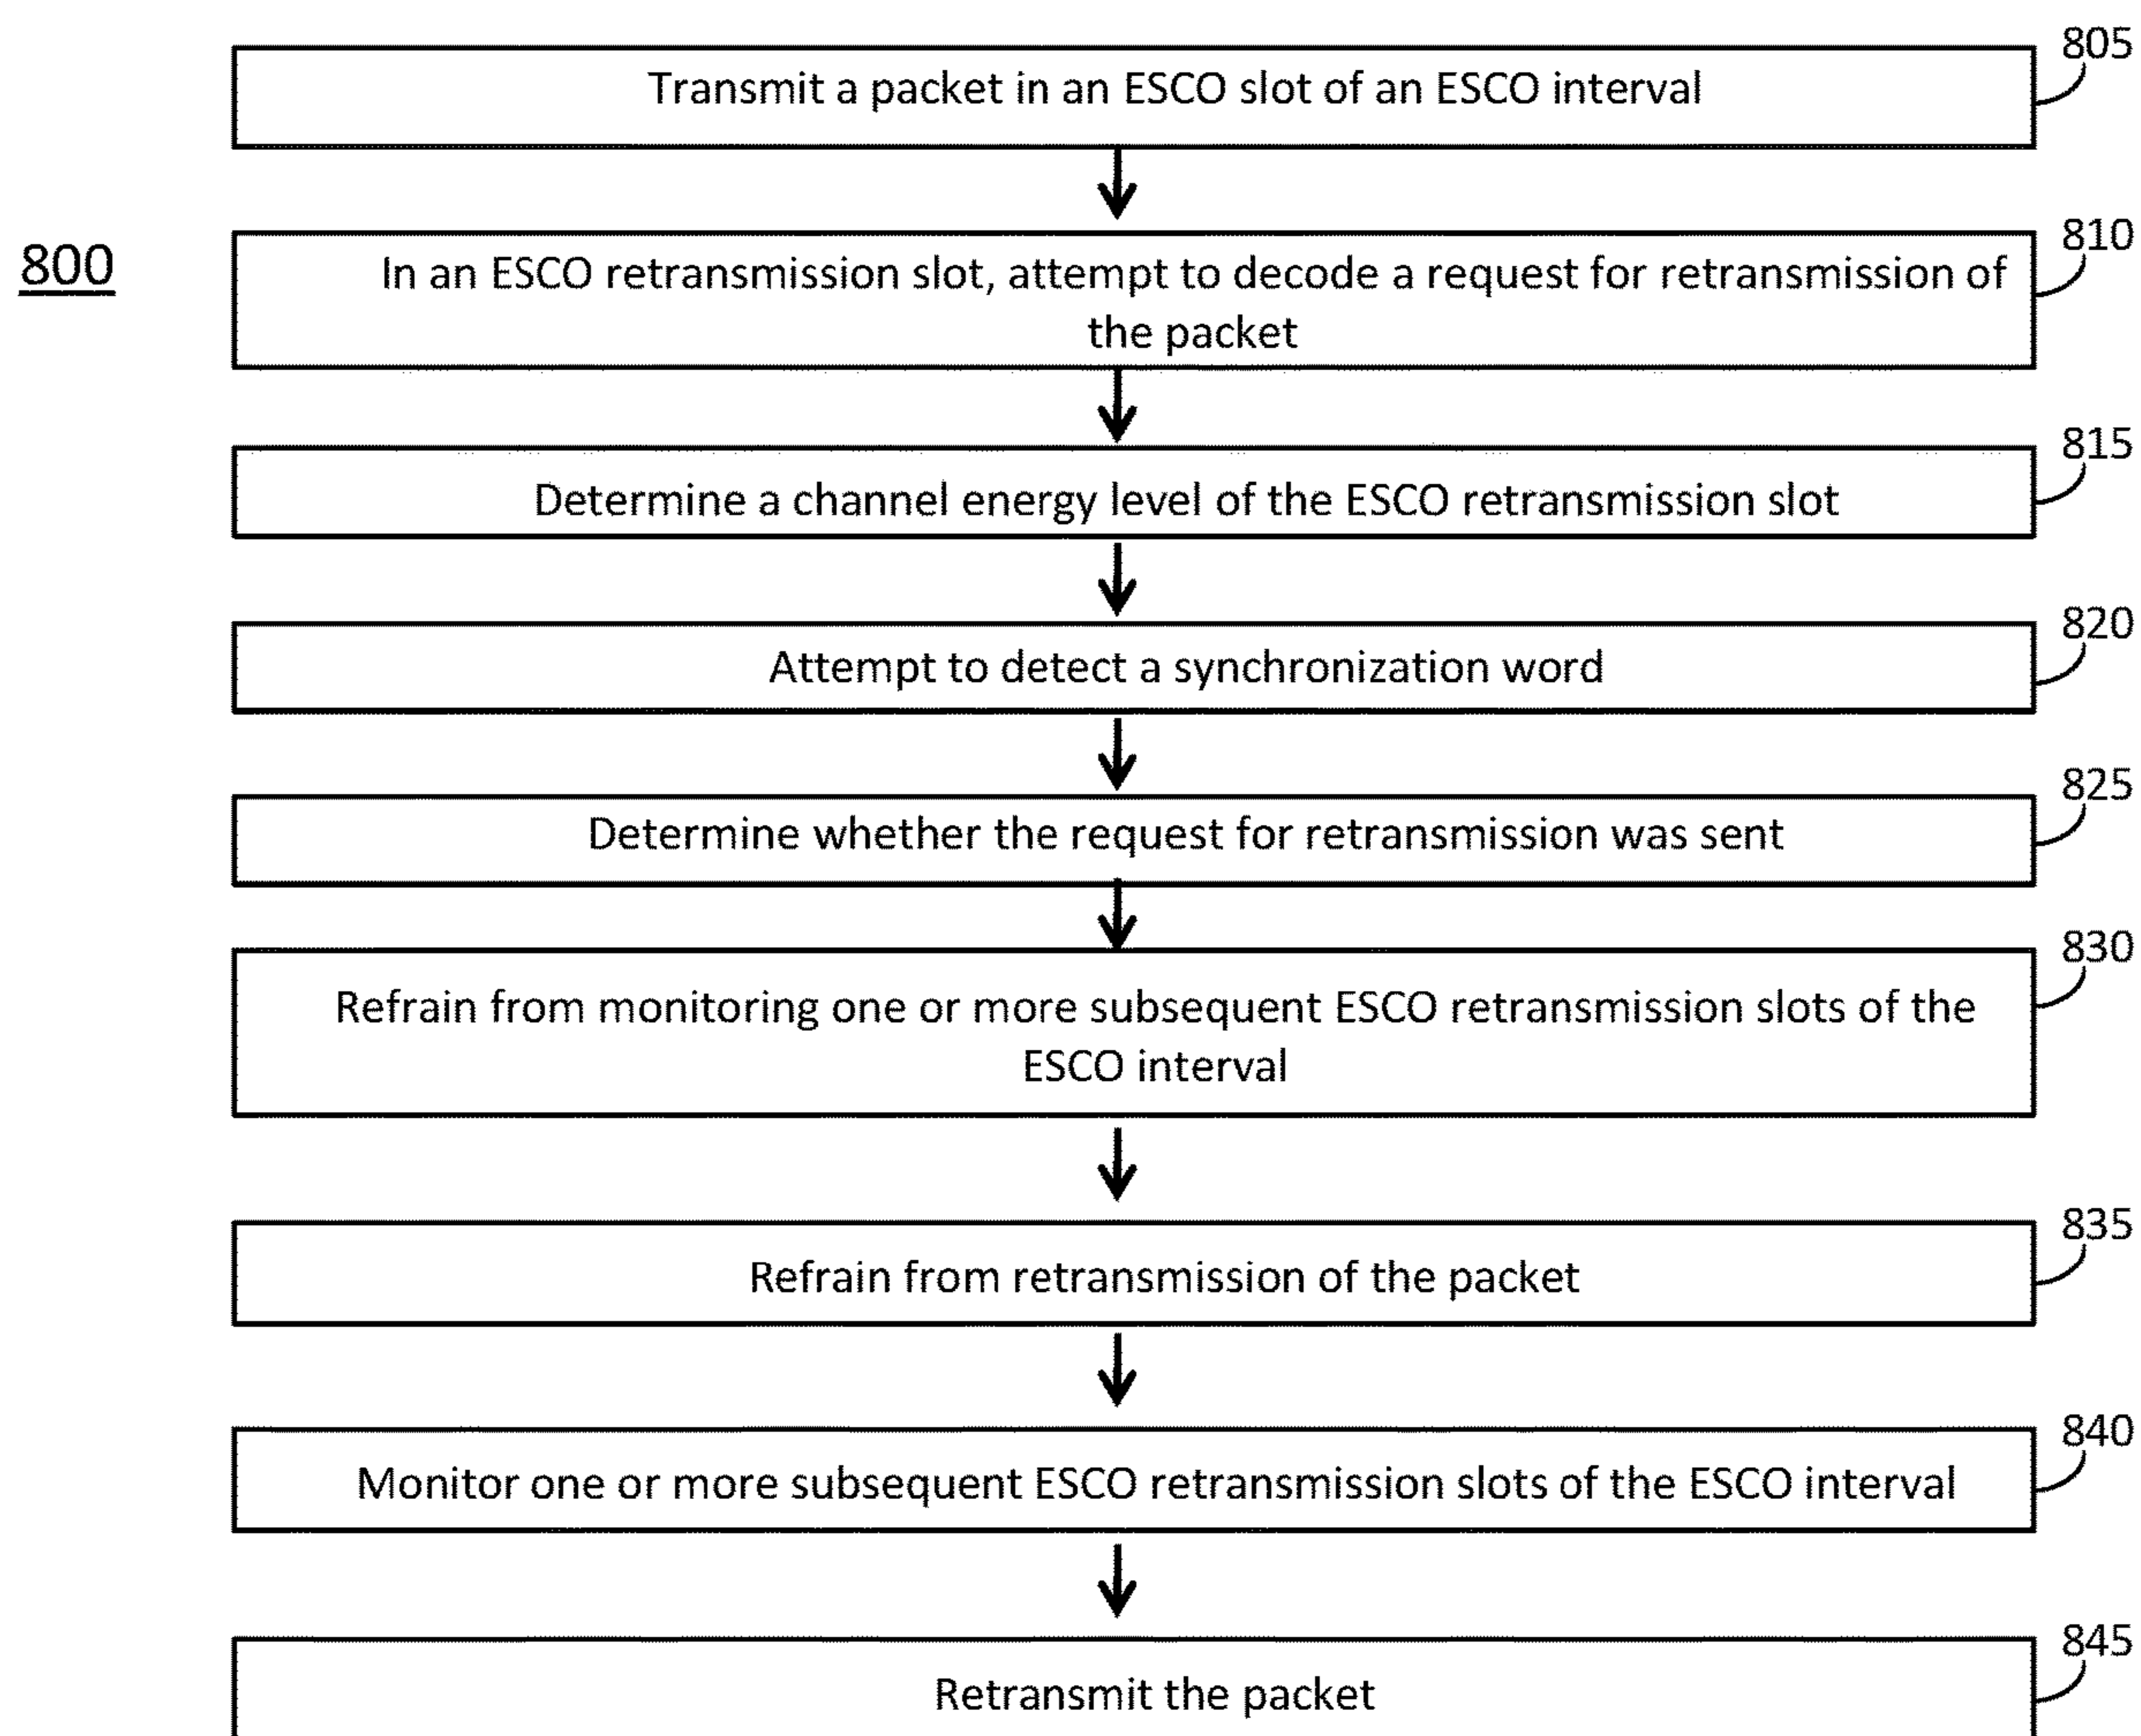 805
Transmit a packet in an ESCO slot of an ESCO interval
810
800
In an ESCO retransmission slot, attempt to decode a request for retransmission of
the packet
815
Determine a channel energy level of the ESCO retransmission slot
820
Attempt to detect a synchronization word
825
Determine whether the request for retransmission was sent
830
Refrain from monitoring one or more subsequent ESCO retransmission slots of the
ESCO interval
835
Refrain from retransmission of the packet
840
Monitor one or more subsequent ESCO retransmission slots of the ESCO interval
845
Retransmit the packet